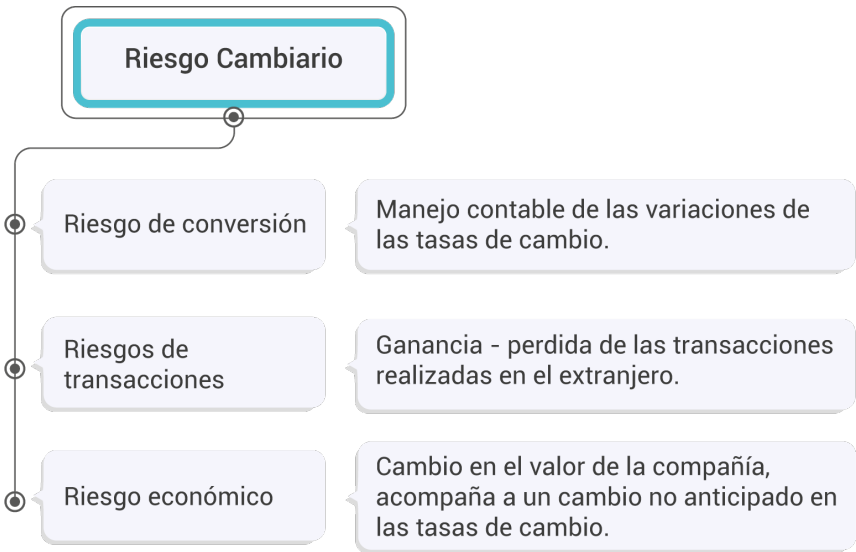 Riesgo Cambiario
Riesgo de conversión
Manejo contable de las variaciones de
las tasas de cambio.
Riesgos de
transacciones
Ganancia - perdida de las transacciones
realizadas en el extranjero.
Riesgo económico
Cambio en el valor de la compañía,
acompaña a un cambio no anticipado en
las tasas de cambio.